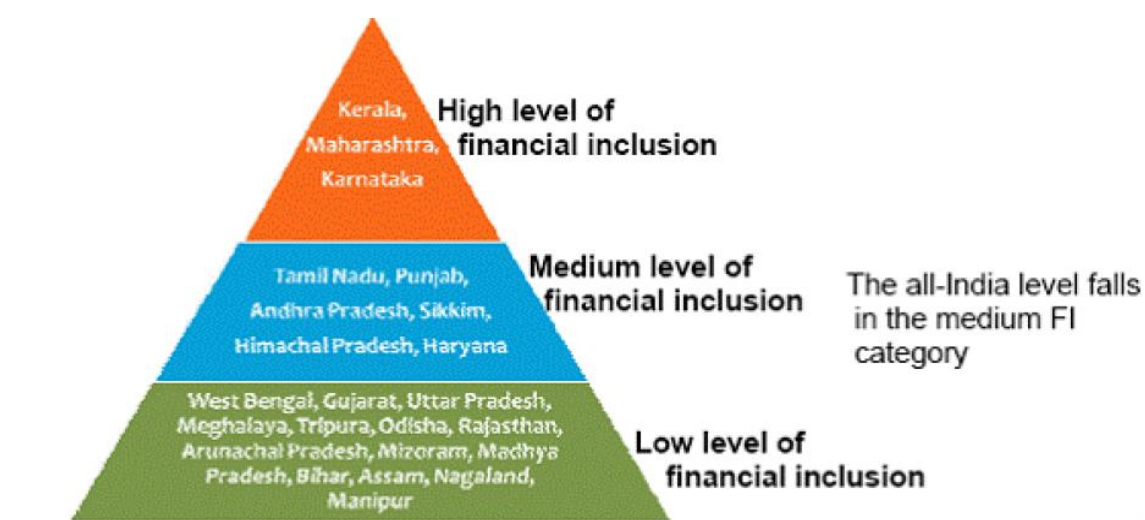 Kerala,
Maharashtra,
Karnataka
High level of
financial inclusion
Tamil Nadu, Punjab,
Andhra Pradesh, Sikkim,
Himachal Pradesh, Haryana
Medium level of
financial inclusion
The all-India level falls
in the medium FI
category
West Bengal, Gujarat, Uttar Pradesh,
Meghalaya, Tripura, Odisha, Rajasthan,
Arunachal Pradesh, Mizoram, Madhya
Pradesh, Bihar, Assam, Nagaland,
Manipur
Low level of
financial inclusion